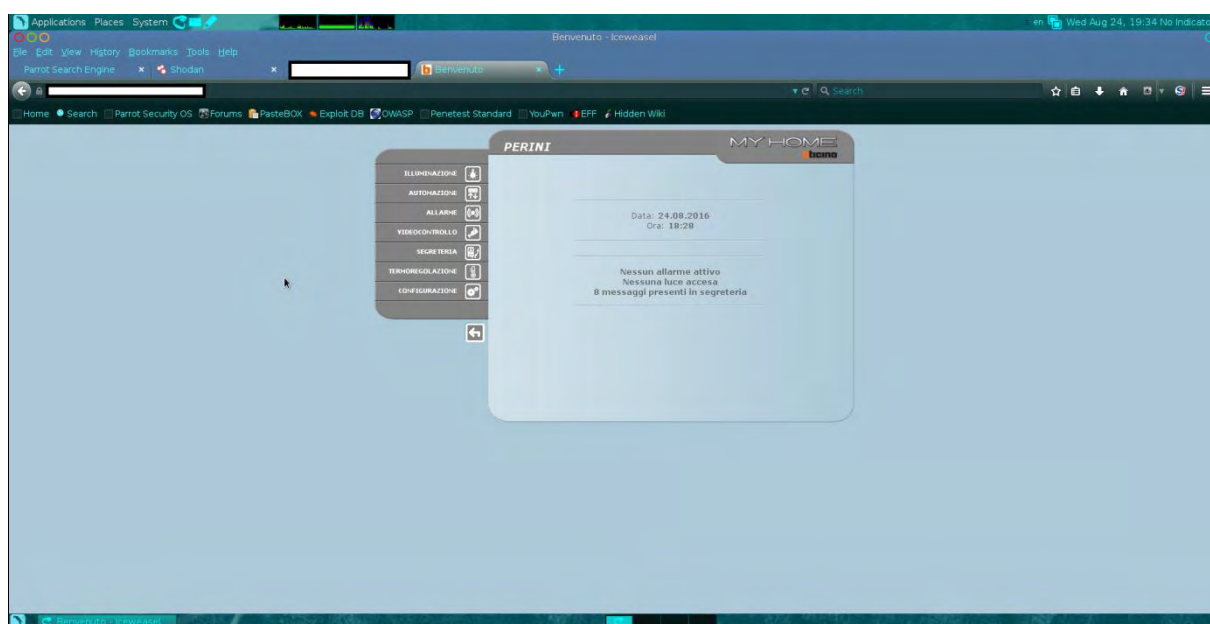 Applications Places System
en Wed Aug 24, 19:34 No Indicato
Benvenuto - Iceweasel
File Edit View History Bookmarks Tools Help
Parrot Search Engine × Shodan × Benvenuto × +
Search
Home Search Parrot Security OS Forums PasteBOX Exploit DB OWASP Penetest Standard YouPwn EFF Hidden Wiki
PERINI
MY HOME
bticino
ILLUMINAZIONE
AUTOMAZIONE
ALLARME
VIDEOCONTROLLO
SEGRETERIA
TERMOREGOLAZIONE
CONFIGURAZIONE
Data: 24.08.2016
Ora: 18:28
Nessun allarme attivo
Nessuna luce accesa
8 messaggi presenti in segreteria
Benvenuto - Iceweasel